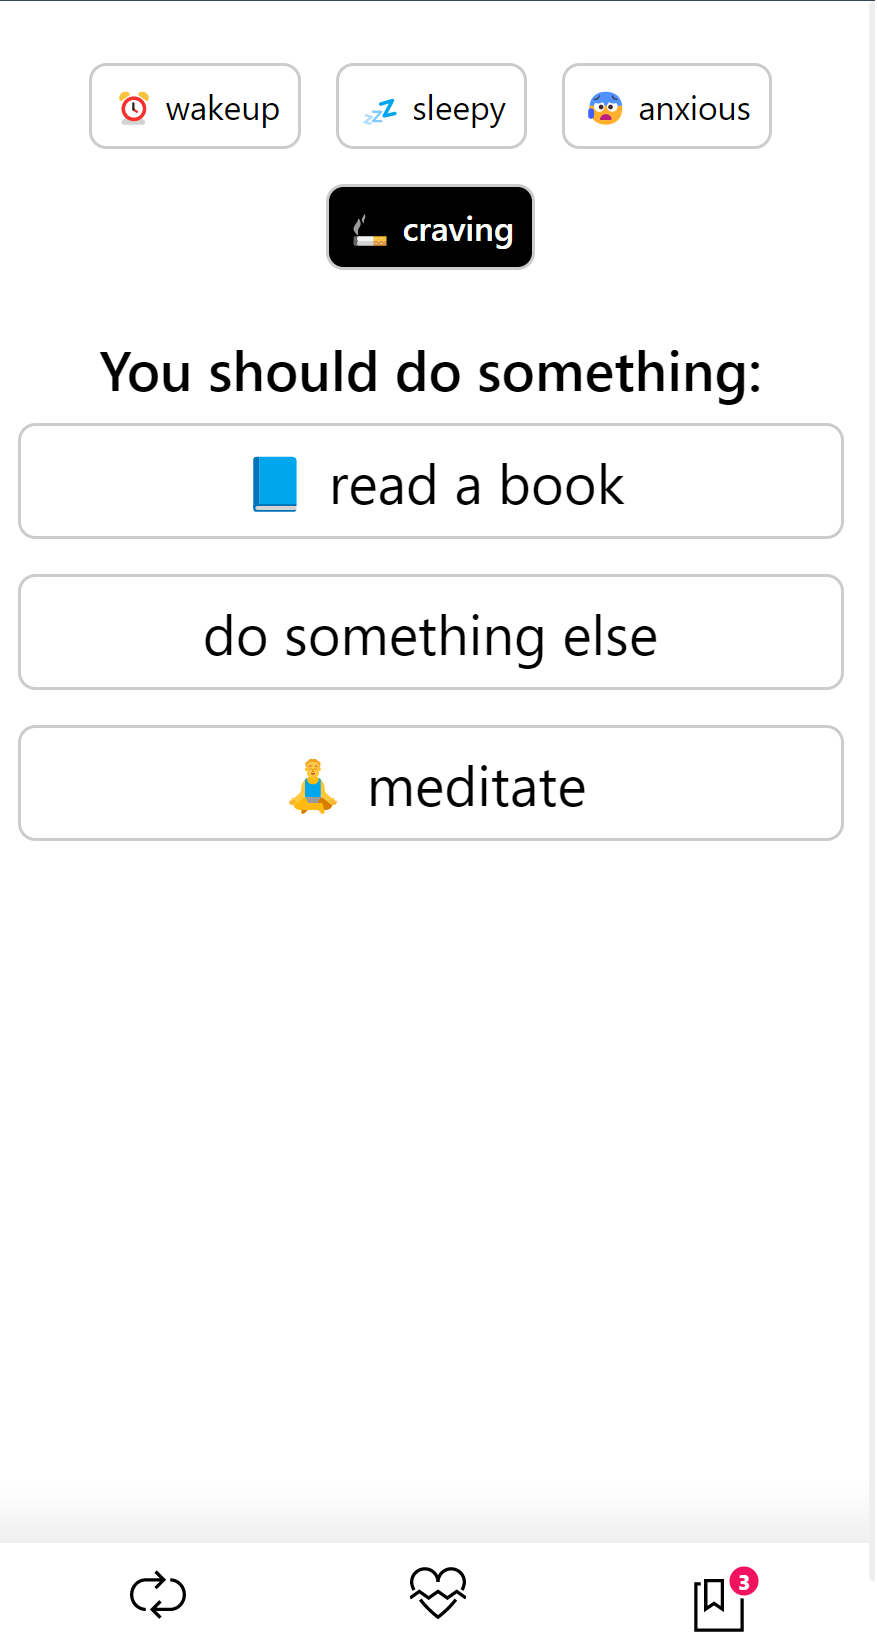 wakeup
sleepy
anxious
craving
You should do something:
read a book
do something else
meditate
3